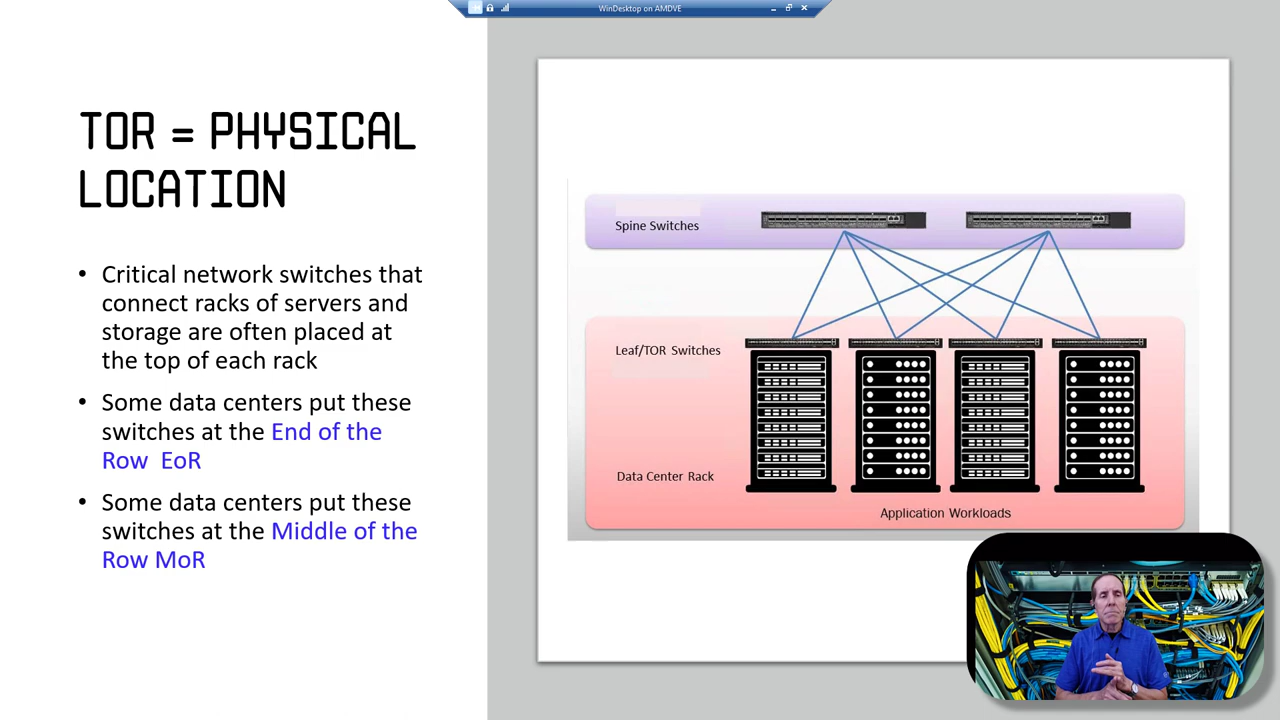 WinDesktop on AMDVE
TOR = PHYSICAL
LOCATION
• Critical network switches that
connect racks of servers and
storage are often placed at
the top of each rack
• Some data centers put these
switches at the End of the
Row EoR
• Some data centers put these
switches at the Middle of the
Row MoR
Spine Switches
Leaf/TOR Switches
Data Center Rack
Application Workloads